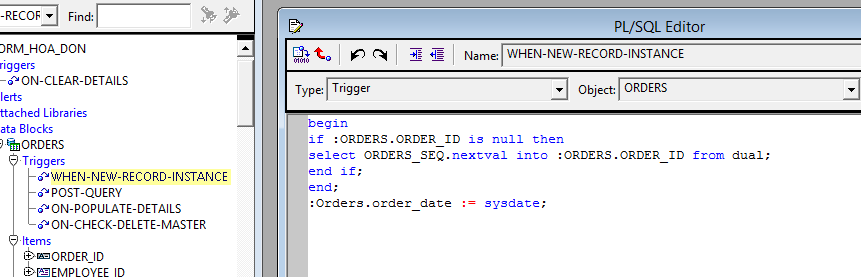 -RECOR
Find:
ORM_HOA_DON
riggers
ON-CLEAR-DETAILS
lerts
ttached Libraries
ata Blocks
ORDERS
Triggers
WHEN-NEW-RECORD-INSTANCE
POST-QUERY
ON-POPULATE-DETAILS
ON-CHECK-DELETE-MASTER
Items
ORDER_ID
EMPLOYEE_ID
PL/SQL Editor
Name: WHEN-NEW-RECORD-INSTANCE
Type: Trigger Object: ORDERS
begin
if :ORDERS.ORDER_ID is null then
select ORDERS_SEQ.nextval into :ORDERS.ORDER_ID from dual;
end if;
end;
:Orders.order_date := sysdate;